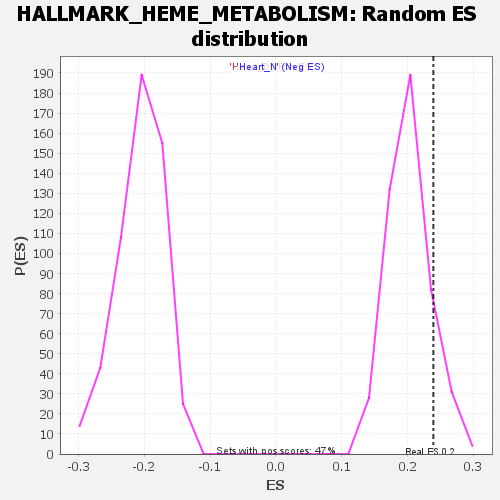 HALLMARK_HEME_METABOLISM: Random ES
distribution
'Heart_N' (Neg ES)
190
180
170
160
150
140
130
120
110
100
90
80
70
60
50
40
30
20
10
0
P(ES)
Sets with pos scores: 47%
Real ES 0.2
-0.3 -0.2 -0.1 0.0 0.1 0.2 0.3
ES